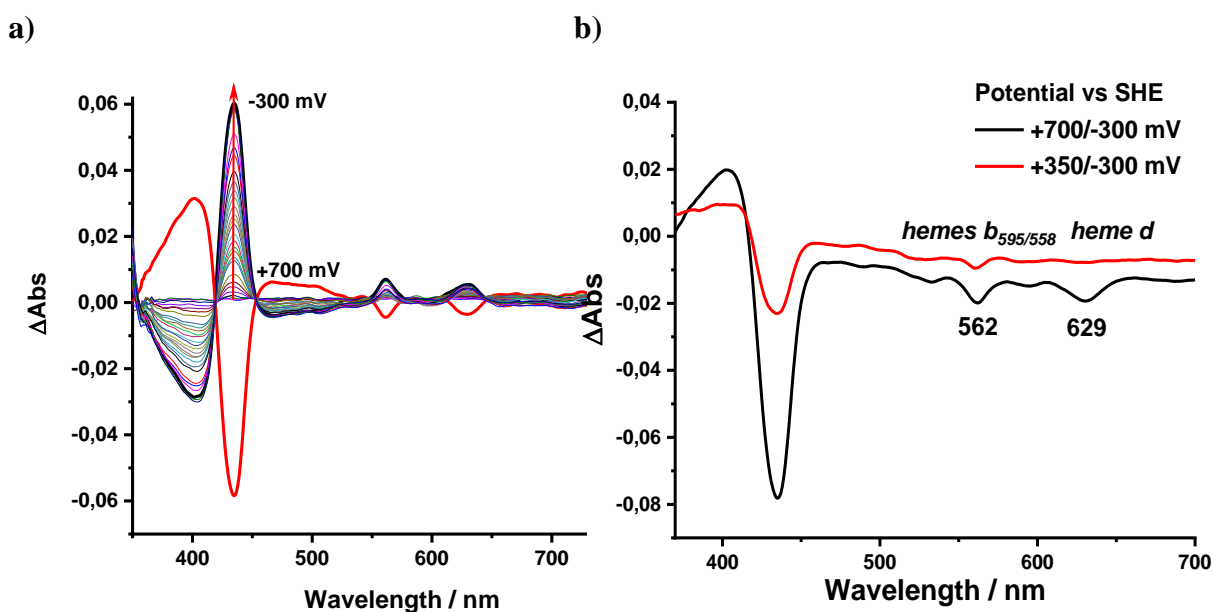 a)
0,06
0,04
0,02
0,00
-0,02
-0,04
-0,06
ΔAbs
-300 mV
+700 mV
400 500 600 700
Wavelength / nm
b)
0,04
0,02
0,00
-0,02
-0,04
-0,06
-0,08
ΔAbs
Potential vs SHE
+700/-300 mV
+350/-300 mV
hemes b595/558 heme d
562 629
400 500 600 700
Wavelength / nm